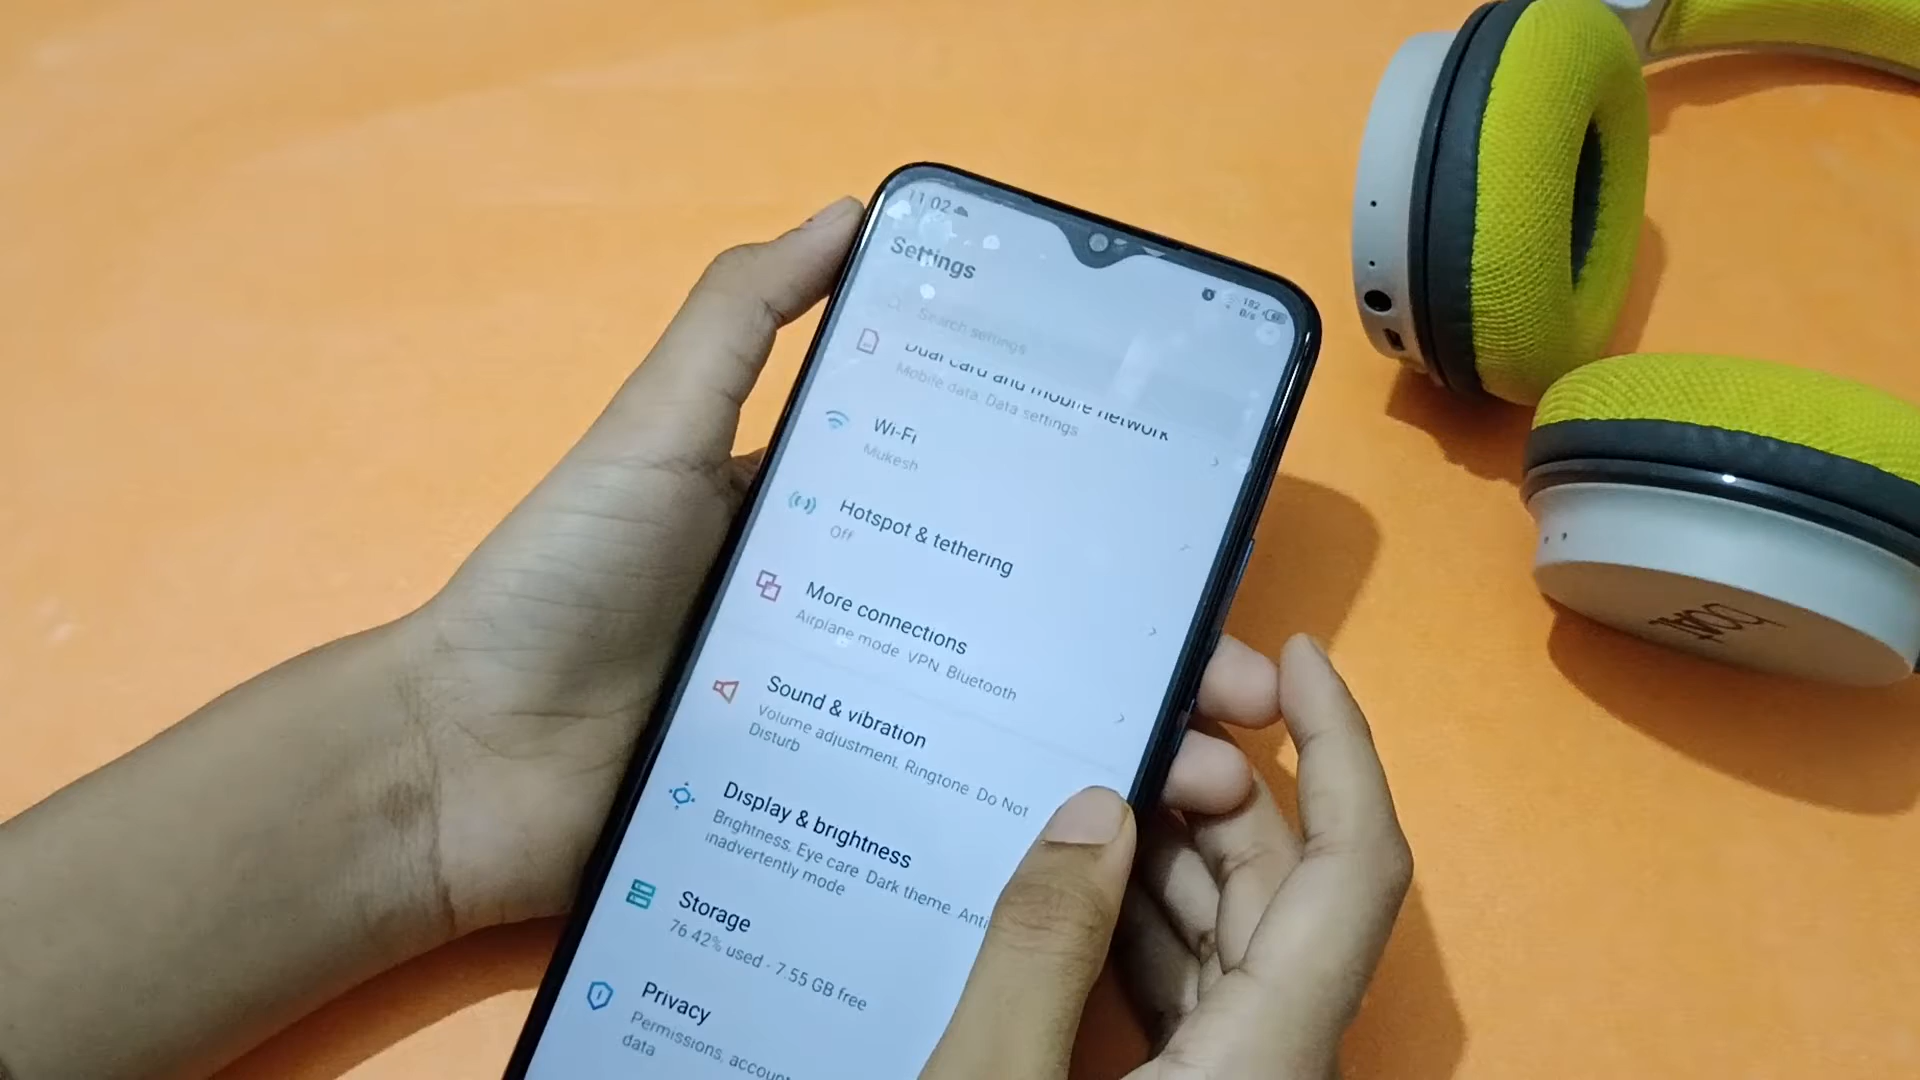 11 02
182
B/s
Settings
Search settings
Dual card and mobile network
Mobile data, Data settings
Wi-Fi
Mukesh
Hotspot & tethering
Off
More connections
Airplane mode VPN Bluetooth
Sound & vibration
Volume adjustment, Ringtone Do Not
Disturb
Display & brightness
Brightness, Eye care Dark theme Anti
inadvertently mode
Storage
76 42% used - 7.55 GB free
Privacy
Permissions, account
data
boAt